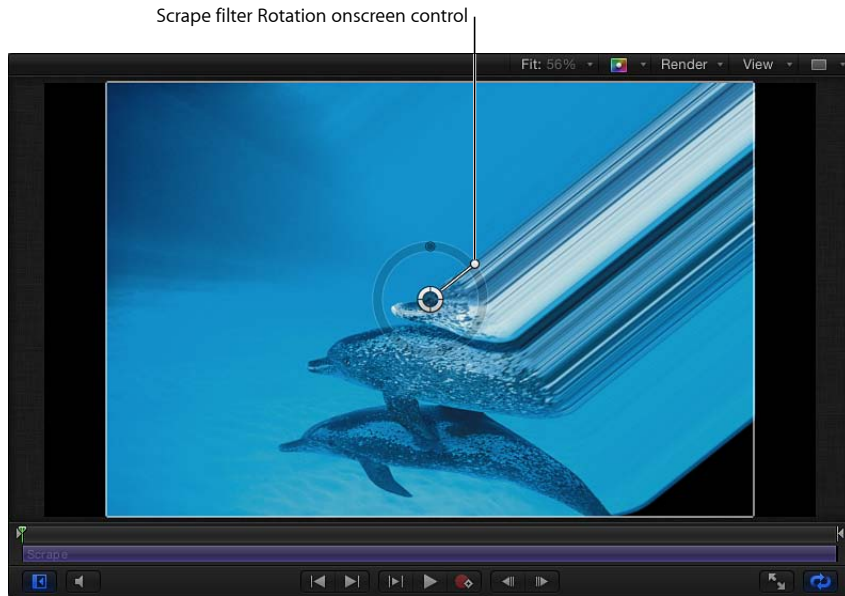 Scrape filter Rotation onscreen control
Fit: 56% Render View
Scrape